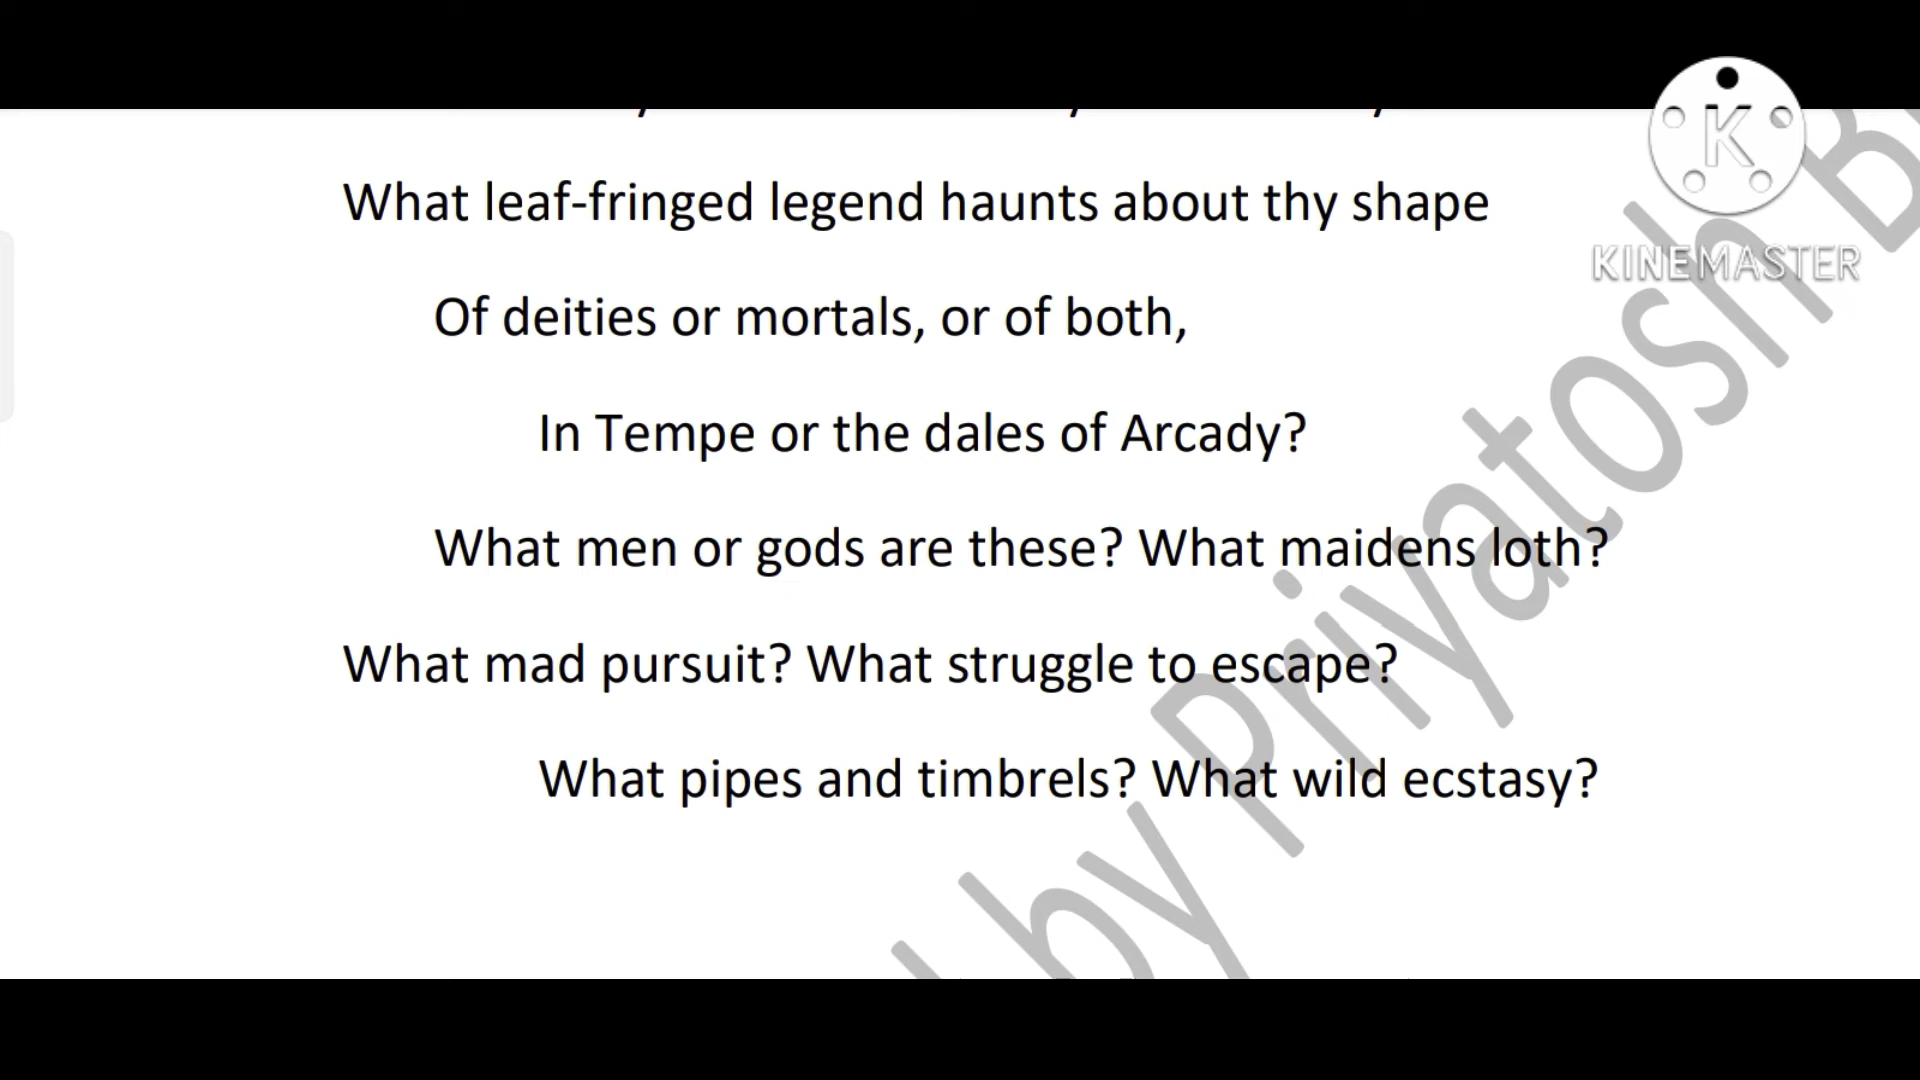 What leaf-fringed legend haunts about thy shape
Of deities or mortals, or of both,
In Tempe or the dales of Arcady?
What men or gods are these? What maidens loth?
What mad pursuit? What struggle to escape?
What pipes and timbrels? What wild ecstasy?
K
KINEMASTER
by Priyatosh